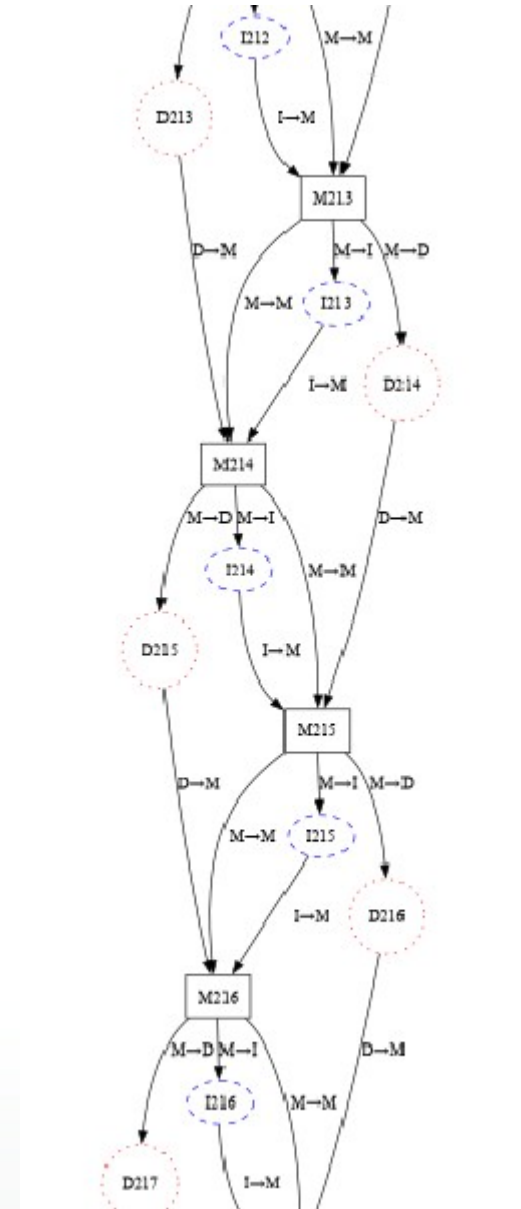 I212
M→M
D213
I→M
M213
D→M
M→I
M→D
M→M
I213
I→M
D214
M214
M→D
M→I
D→M
I214
M→M
I→M
D215
M215
D→M
M→I
M→D
M→M
I215
I→M
D216
M216
M→D
M→I
D→M
I216
M→M
I→M
D217